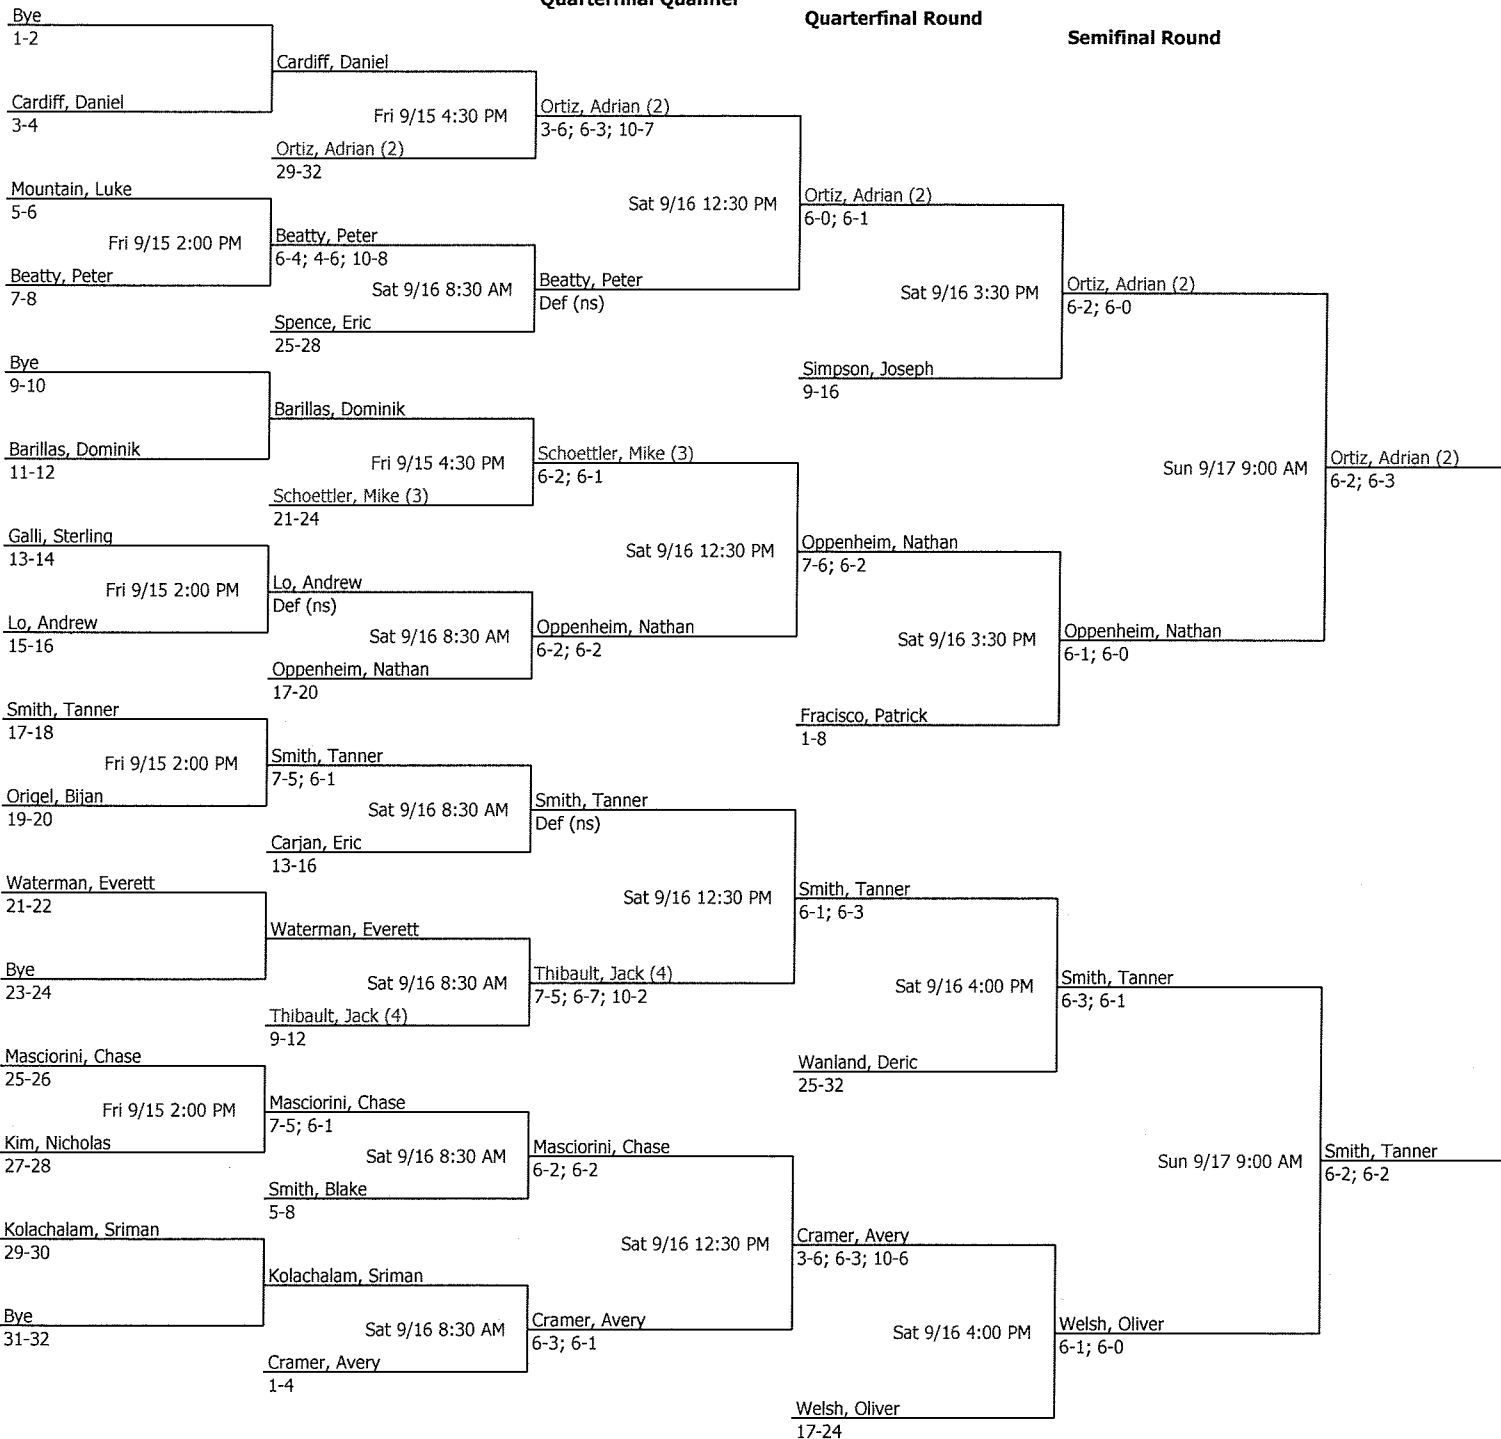 Quarterfinal Qualifier
Quarterfinal Round
Semifinal Round
Bye
1-2
Cardiff, Daniel
Cardiff, Daniel
3-4
Fri 9/15 4:30 PM
Ortiz, Adrian (2)
3-6; 6-3; 10-7
Ortiz, Adrian (2)
29-32
Mountain, Luke
5-6
Sat 9/16 12:30 PM
Ortiz, Adrian (2)
6-0; 6-1
Fri 9/15 2:00 PM
Beatty, Peter
6-4; 4-6; 10-8
Beatty, Peter
7-8
Sat 9/16 8:30 AM
Beatty, Peter
Def (ns)
Sat 9/16 3:30 PM
Ortiz, Adrian (2)
6-2; 6-0
Spence, Eric
25-28
Bye
9-10
Simpson, Joseph
9-16
Barillas, Dominik
Barillas, Dominik
11-12
Fri 9/15 4:30 PM
Schoettler, Mike (3)
6-2; 6-1
Sun 9/17 9:00 AM
Ortiz, Adrian (2)
6-2; 6-3
Schoettler, Mike (3)
21-24
Galli, Sterling
13-14
Sat 9/16 12:30 PM
Oppenheim, Nathan
7-6; 6-2
Fri 9/15 2:00 PM
Lo, Andrew
Def (ns)
Lo, Andrew
15-16
Sat 9/16 8:30 AM
Oppenheim, Nathan
6-2; 6-2
Sat 9/16 3:30 PM
Oppenheim, Nathan
6-1; 6-0
Oppenheim, Nathan
17-20
Smith, Tanner
17-18
Fracisco, Patrick
1-8
Fri 9/15 2:00 PM
Smith, Tanner
7-5; 6-1
Origel, Bijan
19-20
Sat 9/16 8:30 AM
Smith, Tanner
Def (ns)
Carjan, Eric
13-16
Waterman, Everett
21-22
Sat 9/16 12:30 PM
Smith, Tanner
6-1; 6-3
Waterman, Everett
Bye
23-24
Sat 9/16 8:30 AM
Thibault, Jack (4)
7-5; 6-7; 10-2
Sat 9/16 4:00 PM
Smith, Tanner
6-3; 6-1
Thibault, Jack (4)
9-12
Masciorini, Chase
25-26
Wanland, Deric
25-32
Fri 9/15 2:00 PM
Masciorini, Chase
7-5; 6-1
Kim, Nicholas
27-28
Sat 9/16 8:30 AM
Masciorini, Chase
6-2; 6-2
Sun 9/17 9:00 AM
Smith, Tanner
6-2; 6-2
Smith, Blake
5-8
Kolachalam, Sriman
29-30
Sat 9/16 12:30 PM
Cramer, Avery
3-6; 6-3; 10-6
Kolachalam, Sriman
Bye
31-32
Sat 9/16 8:30 AM
Cramer, Avery
6-3; 6-1
Sat 9/16 4:00 PM
Welsh, Oliver
6-1; 6-0
Cramer, Avery
1-4
Welsh, Oliver
17-24